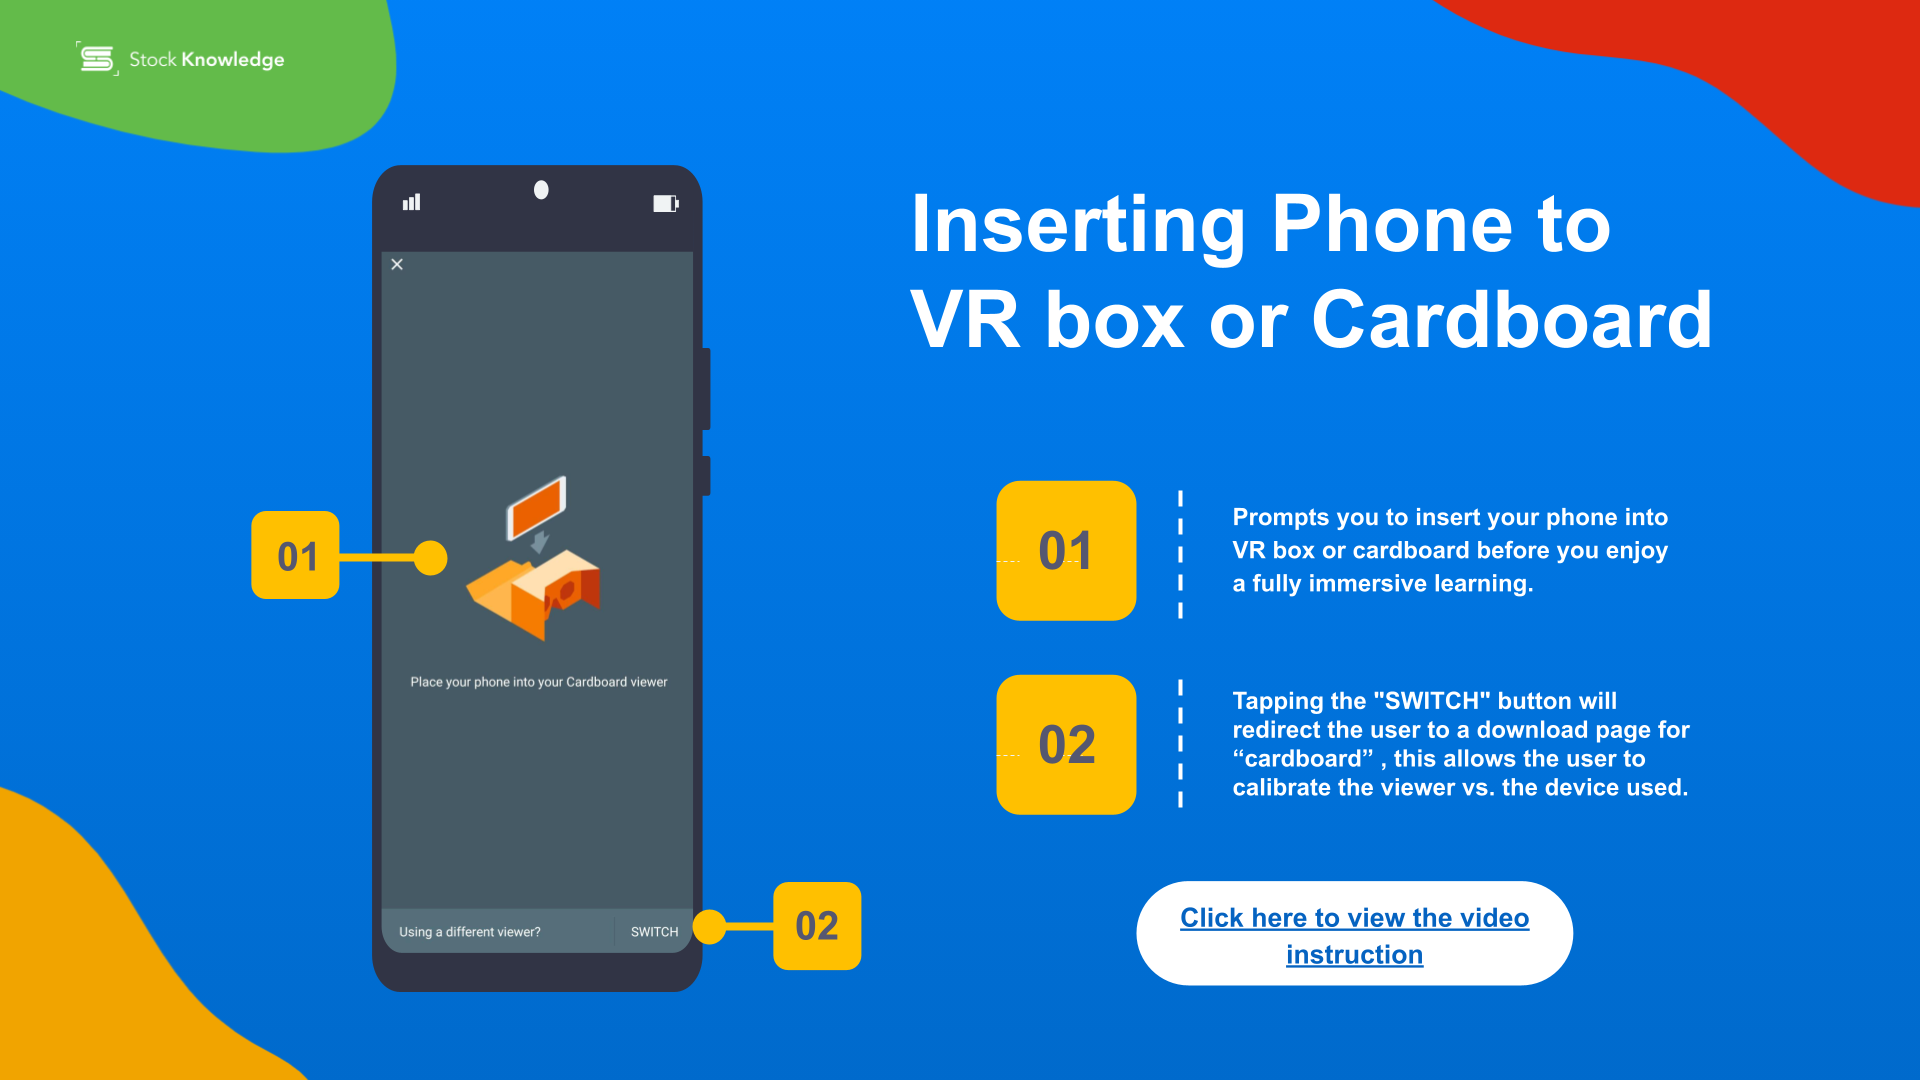 Stock Knowledge
Inserting Phone to
VR box or Cardboard
01
Place your phone into your Cardboard viewer
Using a different viewer?
SWITCH
02
01
Prompts you to insert your phone into
VR box or cardboard before you enjoy
a fully immersive learning.
02
Tapping the "SWITCH" button will
redirect the user to a download page for
“cardboard” , this allows the user to
calibrate the viewer vs. the device used.
Click here to view the video
instruction